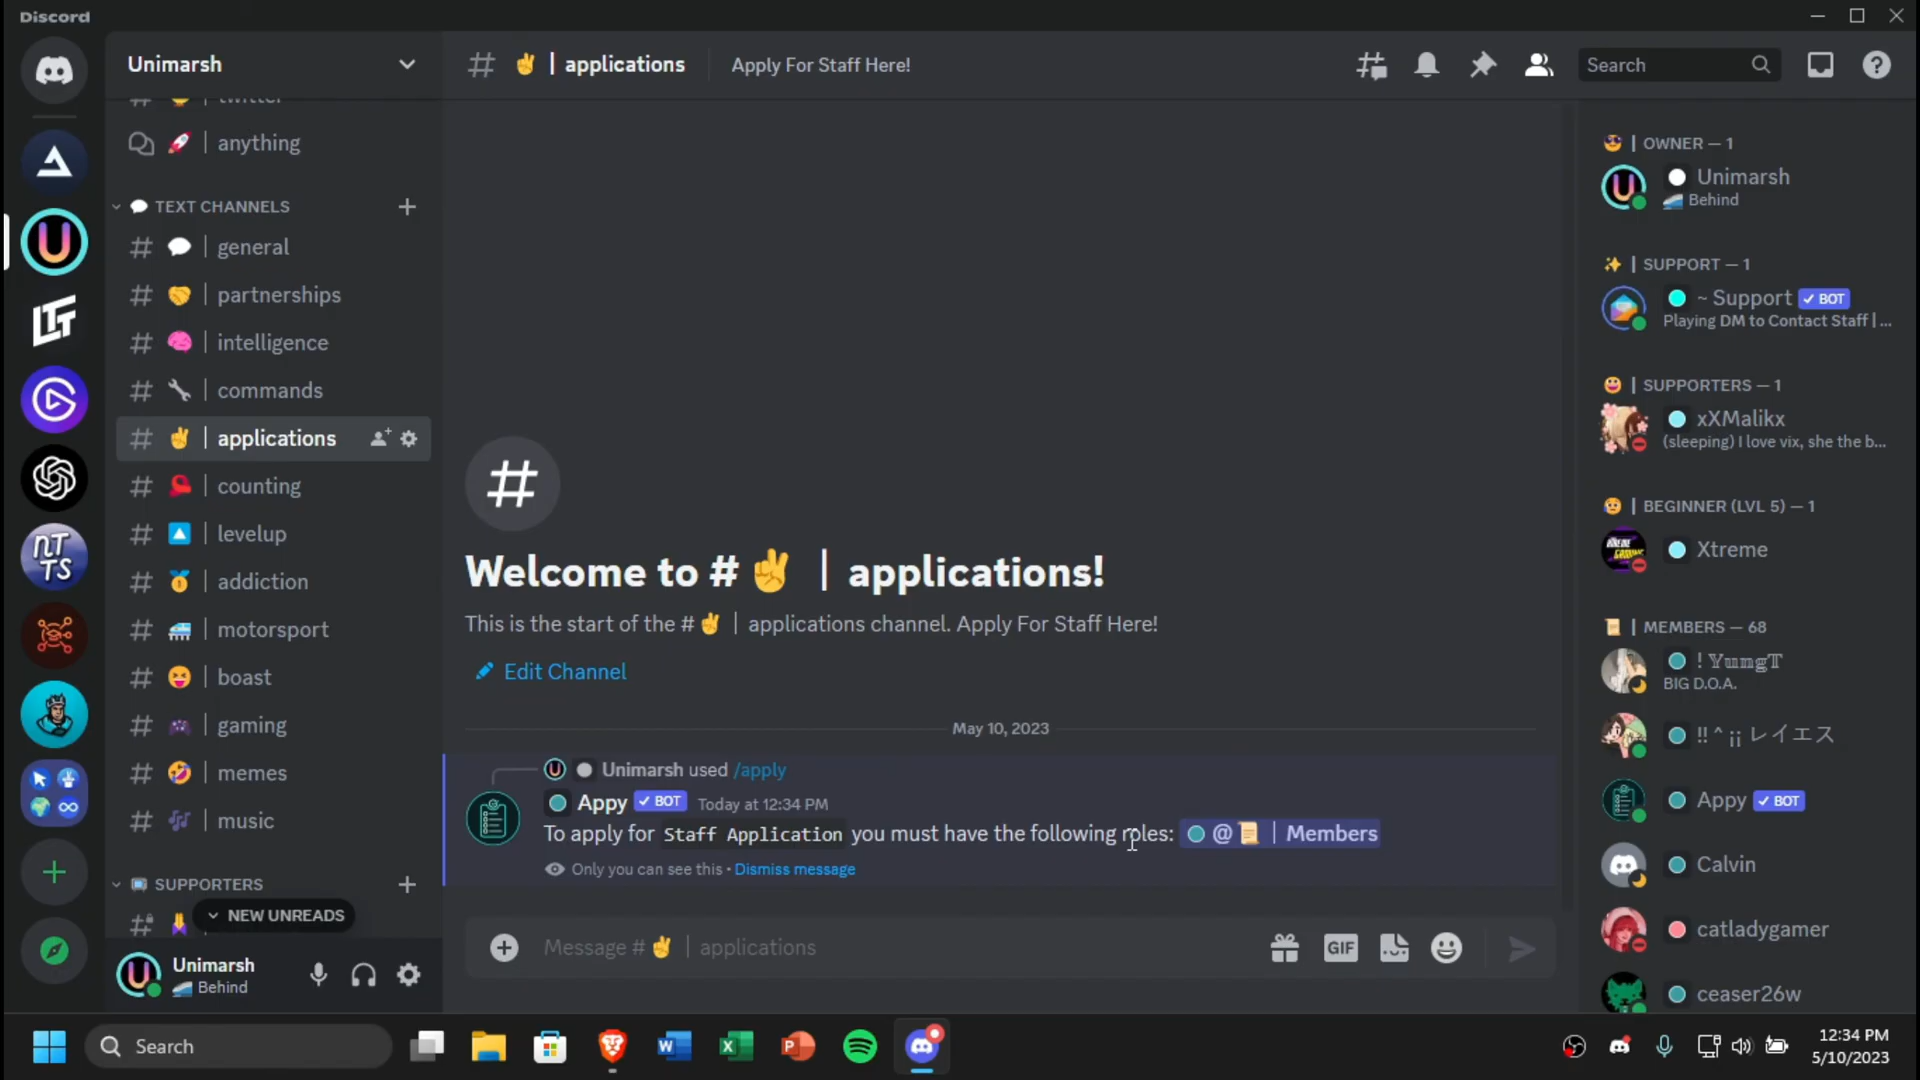 Discord
Unimarsh
twitter
| anything
TEXT CHANNELS
| general
| partnerships
| intelligence
| commands
| applications
| counting
| levelup
| addiction
| motorsport
| boast
| gaming
| memes
| music
SUPPORTERS
NEW UNREADS
Unimarsh
Behind
# ✌ | applications
Apply For Staff Here!
Search
Welcome to # ✌ | applications!
This is the start of the # ✌ | applications channel. Apply For Staff Here!
Edit Channel
May 10, 2023
Unimarsh used /apply
Appy ✓ BOT Today at 12:34 PM
To apply for Staff Application you must have the following roles: @📜 | Members
Only you can see this • Dismiss message
Message # ✌ | applications
GIF
| OWNER — 1
Unimarsh
Behind
| SUPPORT — 1
~ Support ✓ BOT
Playing DM to Contact Staff | ...
| SUPPORTERS — 1
xXMalikx
(sleeping) I love vix, she the b...
| BEGINNER (LVL 5) — 1
Xtreme
| MEMBERS — 68
! 𝕐𝕦𝕟𝕘𝕋
BIG D.O.A.
!! ^ ¡¡ レイエス
Appy ✓ BOT
Calvin
catladygamer
ceaser26w
Search
12:34 PM
5/10/2023